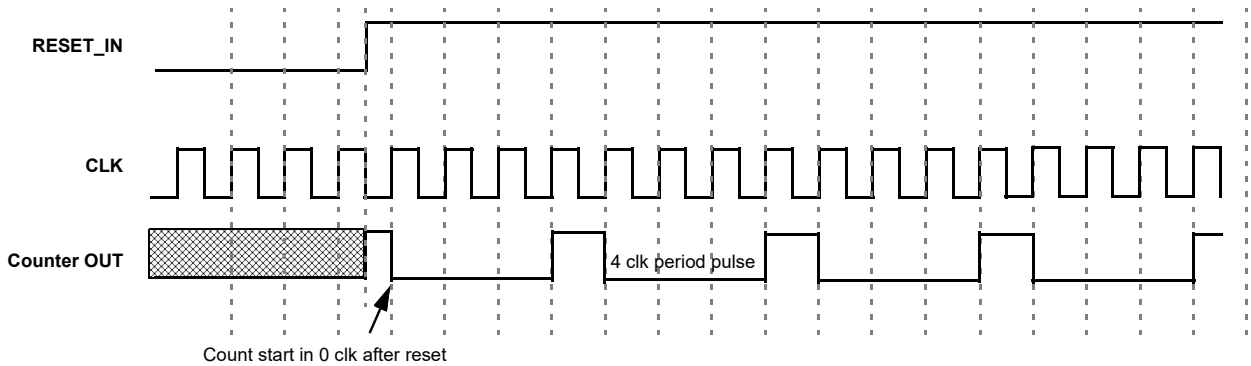 RESET_IN
CLK
Counter OUT
4 clk period pulse
Count start in 0 clk after reset